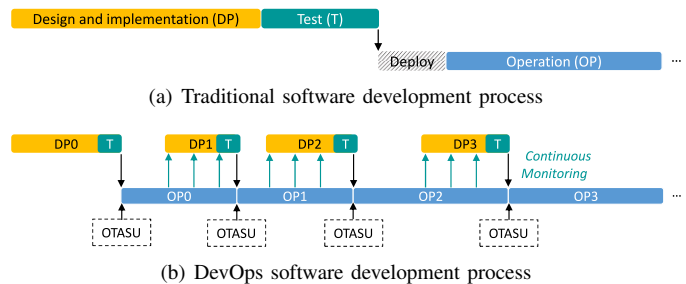 Design and implementation (DP) Test (T)
Deploy Operation (OP) ...
(a) Traditional software development process
DP0 T DP1 T DP2 T DP3 T
Continuous
Monitoring
OP0 OP1 OP2 OP3 ...
OTASU OTASU OTASU OTASU
(b) DevOps software development process